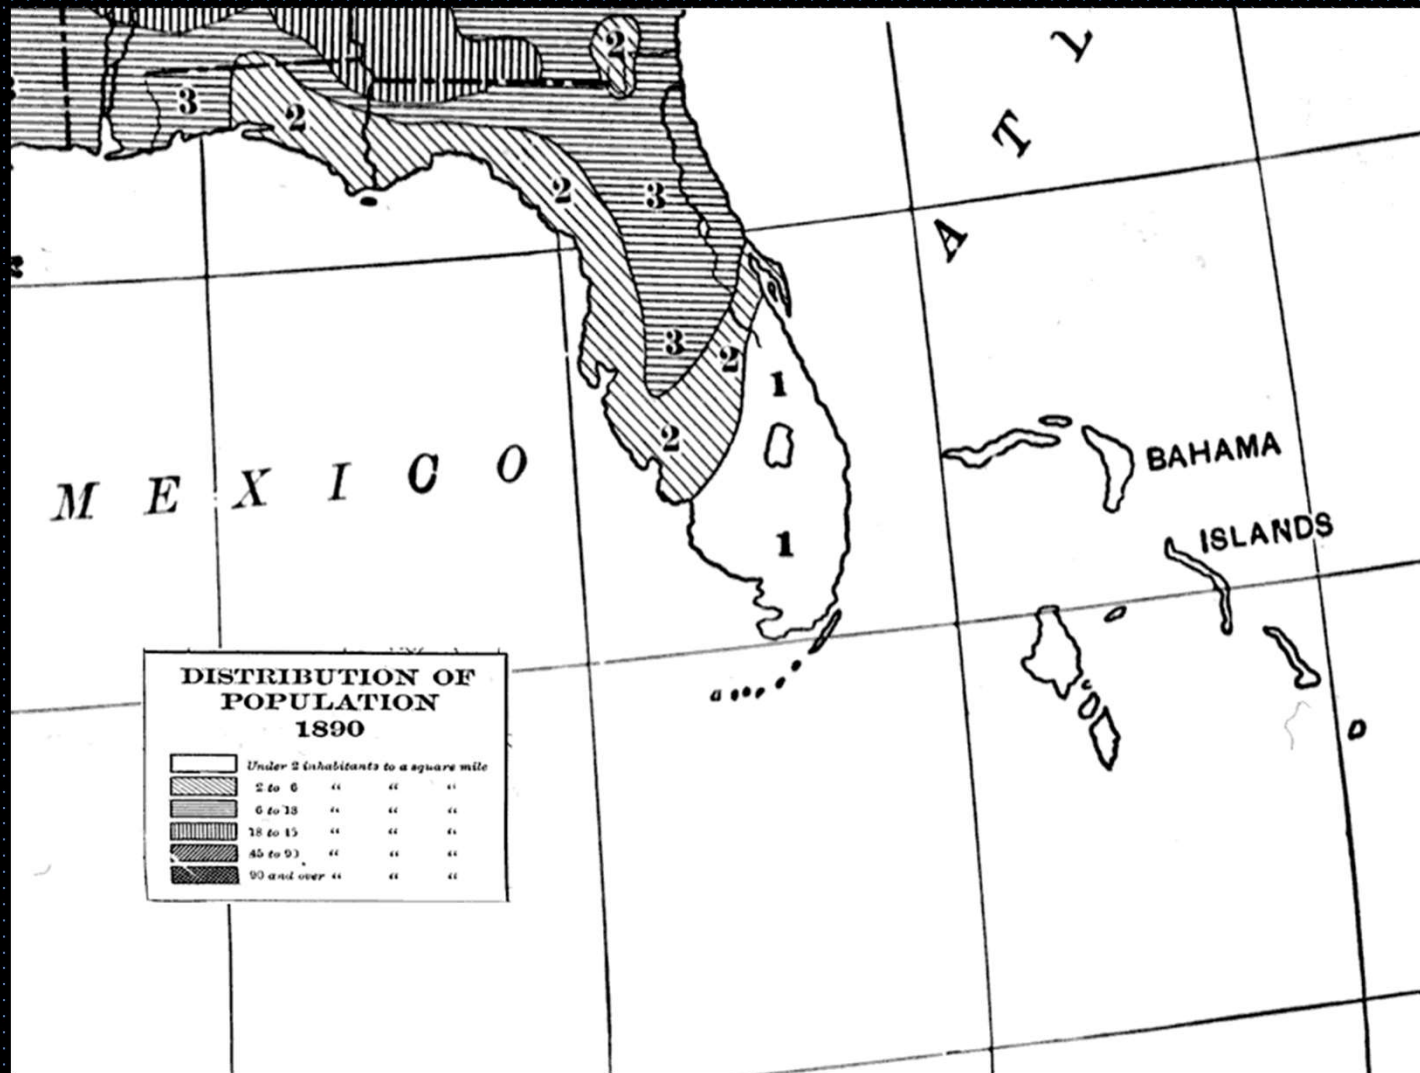 L
2
T
3
2
2
3
A
3
2
1
2
BAHAMA
M E X I C O
1
ISLANDS
DISTRIBUTION OF
POPULATION
1890
Under 2 inhabitants to a square mile
2 to 6 “ “ “
6 to 18 “ “ “
18 to 45 “ “ “
45 to 90 “ “ “
90 and over “ “ “